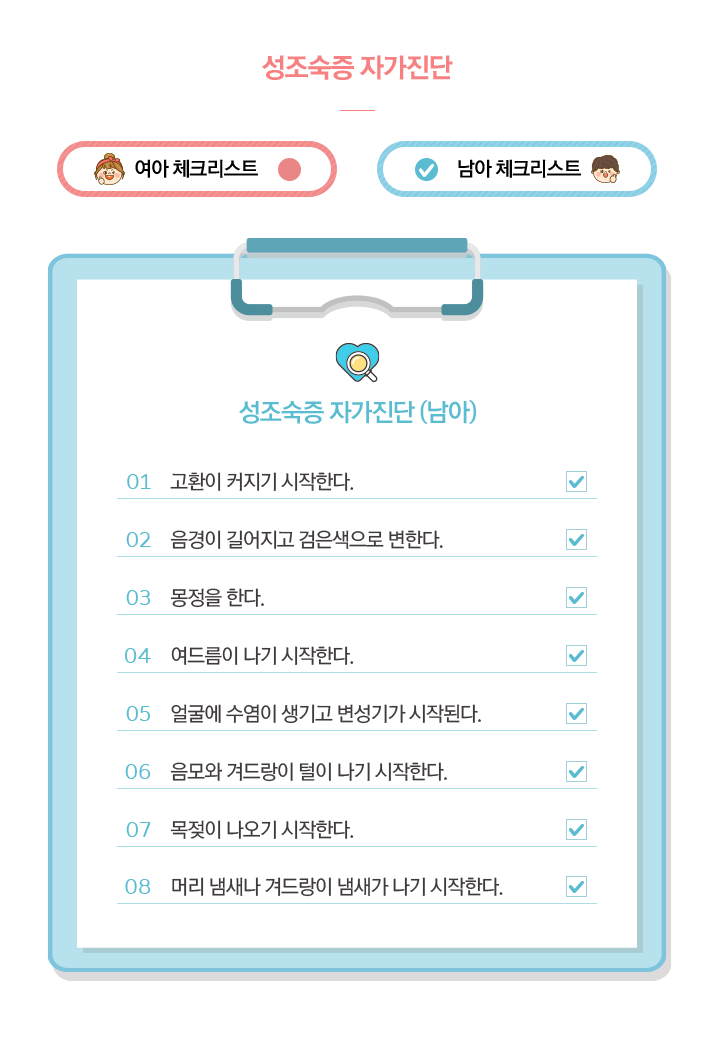 성조숙증 자가진단
여아 체크리스트
남아 체크리스트
성조숙증 자가진단 (남아)
01 고환이 커지기 시작한다.
02 음경이 길어지고 검은색으로 변한다.
03 몽정을 한다.
04 여드름이 나기 시작한다.
05 얼굴에 수염이 생기고 변성기가 시작된다.
06 음모와 겨드랑이 털이 나기 시작한다.
07 목젖이 나오기 시작한다.
08 머리 냄새나 겨드랑이 냄새가 나기 시작한다.